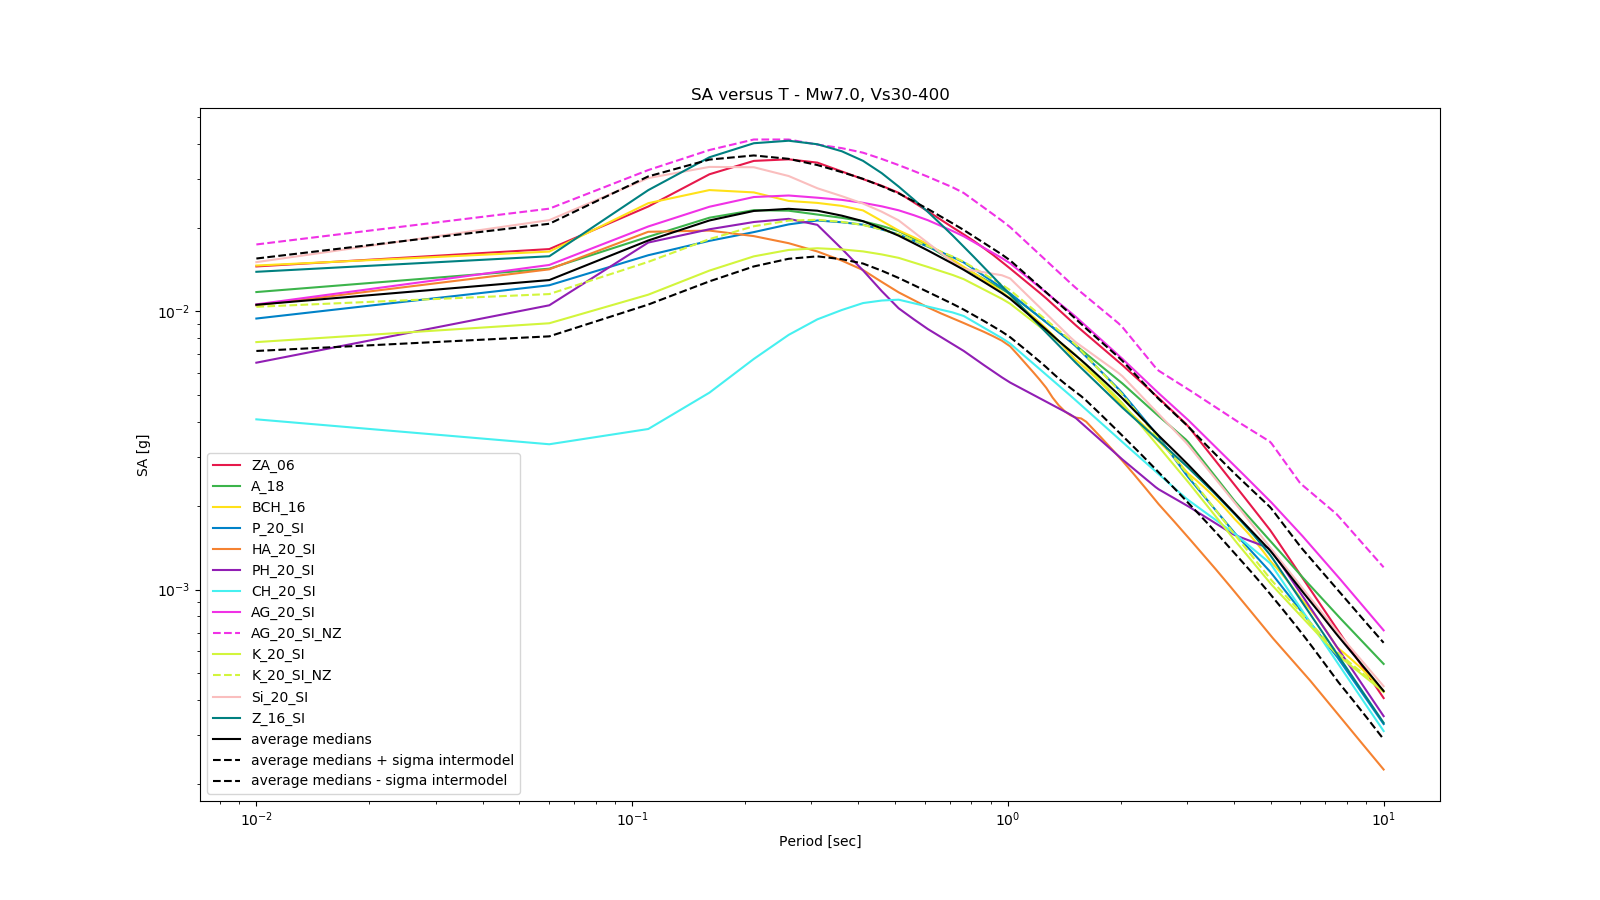 SA versus T - Mw7.0, Vs30-400
SA [g]
10⁻²
10⁻³
ZA_06
A_18
BCH_16
P_20_SI
HA_20_SI
PH_20_SI
CH_20_SI
AG_20_SI
AG_20_SI_NZ
K_20_SI
K_20_SI_NZ
Si_20_SI
Z_16_SI
average medians
average medians + sigma intermodel
average medians - sigma intermodel
10⁻² 10⁻¹ 10⁰ 10¹
Period [sec]